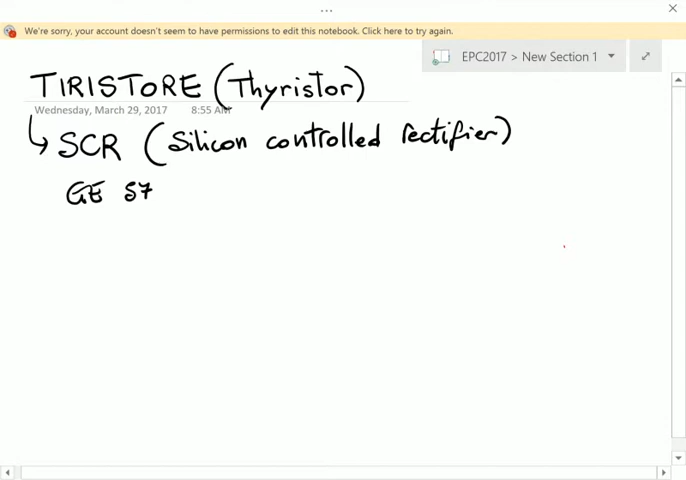 ...
We're sorry, your account doesn't seem to have permissions to edit this notebook. Click here to try again.
EPC2017 > New Section 1
TIRISTORE (Thyristor)
Wednesday, March 29, 2017 8:55 AM
SCR (Silicon controlled rectifier)
GE 57